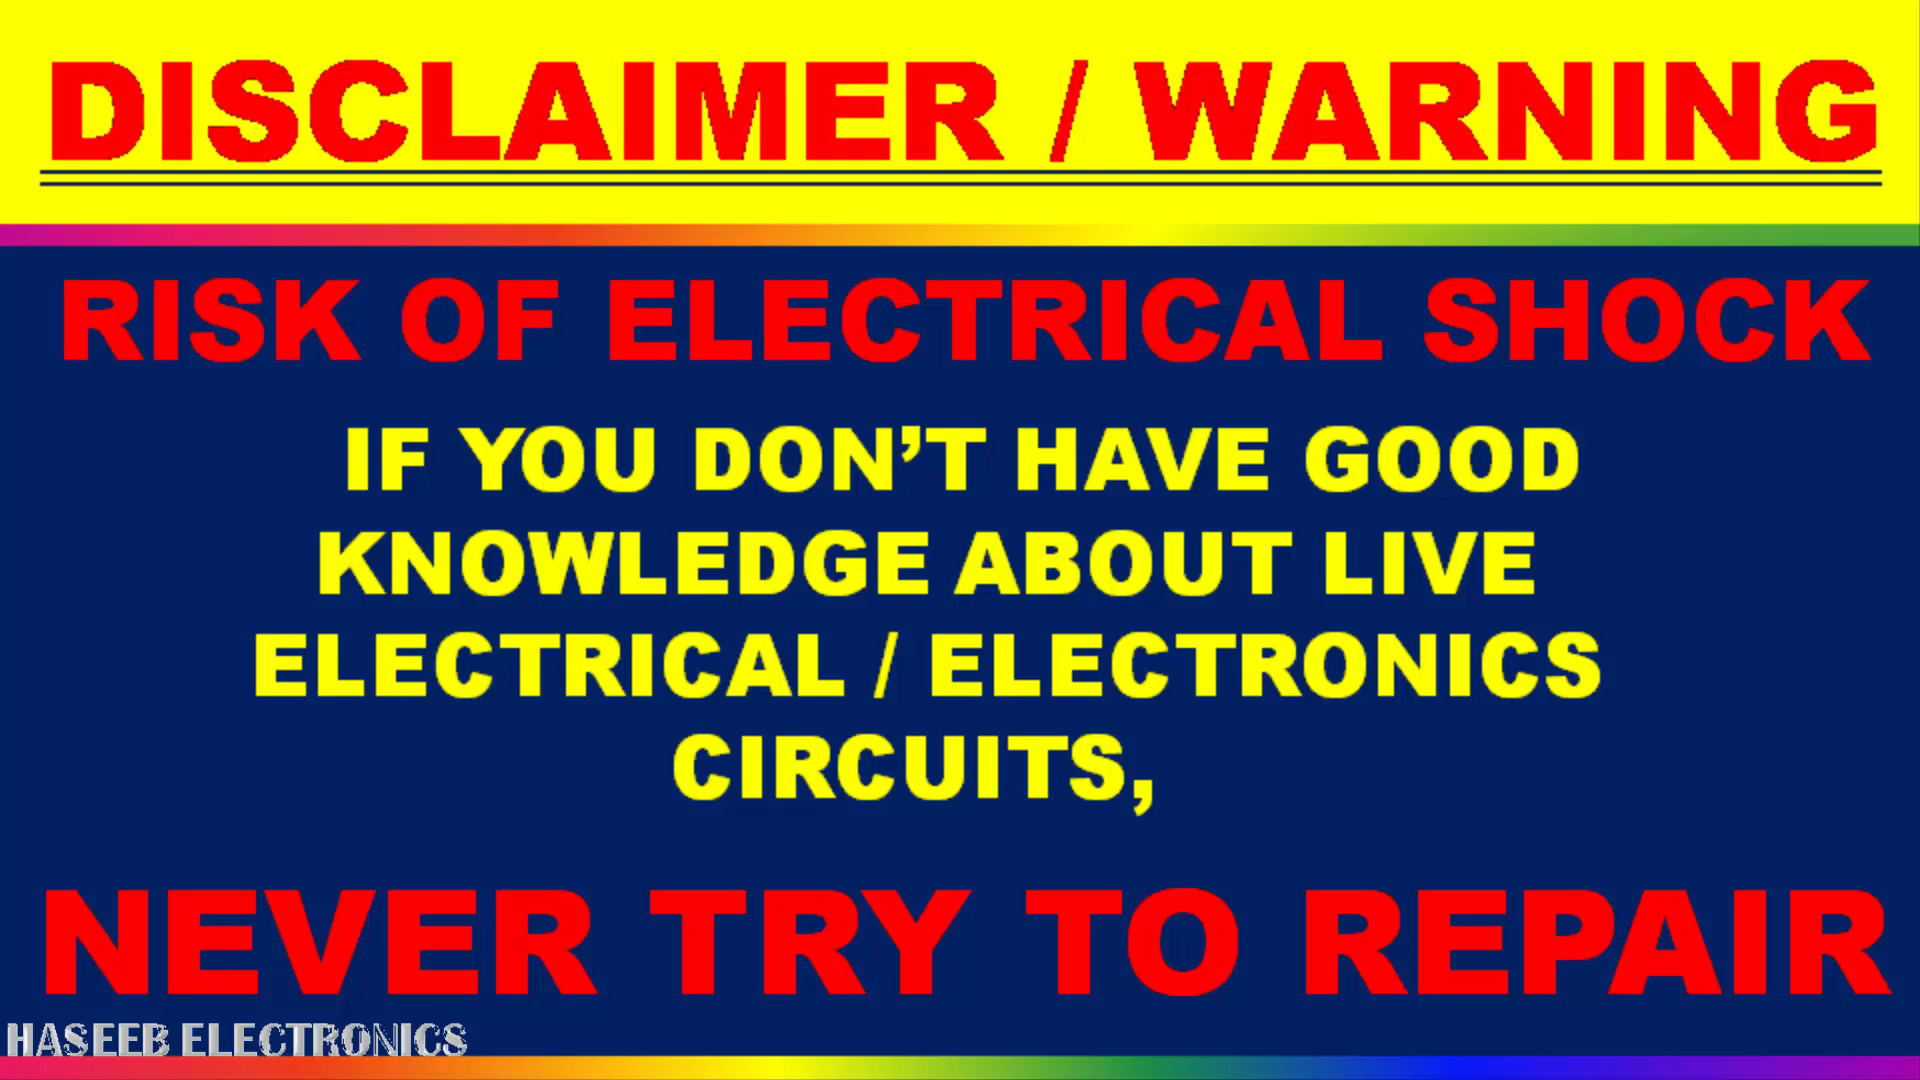 DISCLAIMER / WARNING
RISK OF ELECTRICAL SHOCK
IF YOU DON’T HAVE GOOD
KNOWLEDGE ABOUT LIVE
ELECTRICAL / ELECTRONICS
CIRCUITS,
NEVER TRY TO REPAIR
HASEEB ELECTRONICS